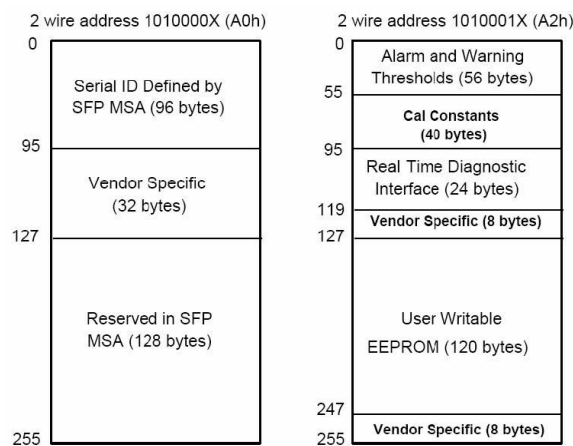 2 wire address 1010000X (A0h)
0
Serial ID Defined by
SFP MSA (96 bytes)
95
Vendor Specific
(32 bytes)
127
Reserved in SFP
MSA (128 bytes)
255
2 wire address 1010001X (A2h)
0
Alarm and Warning
Thresholds (56 bytes)
55
Cal Constants
(40 bytes)
95
Real Time Diagnostic
Interface (24 bytes)
119
Vendor Specific (8 bytes)
127
User Writable
EEPROM (120 bytes)
247
Vendor Specific (8 bytes)
255